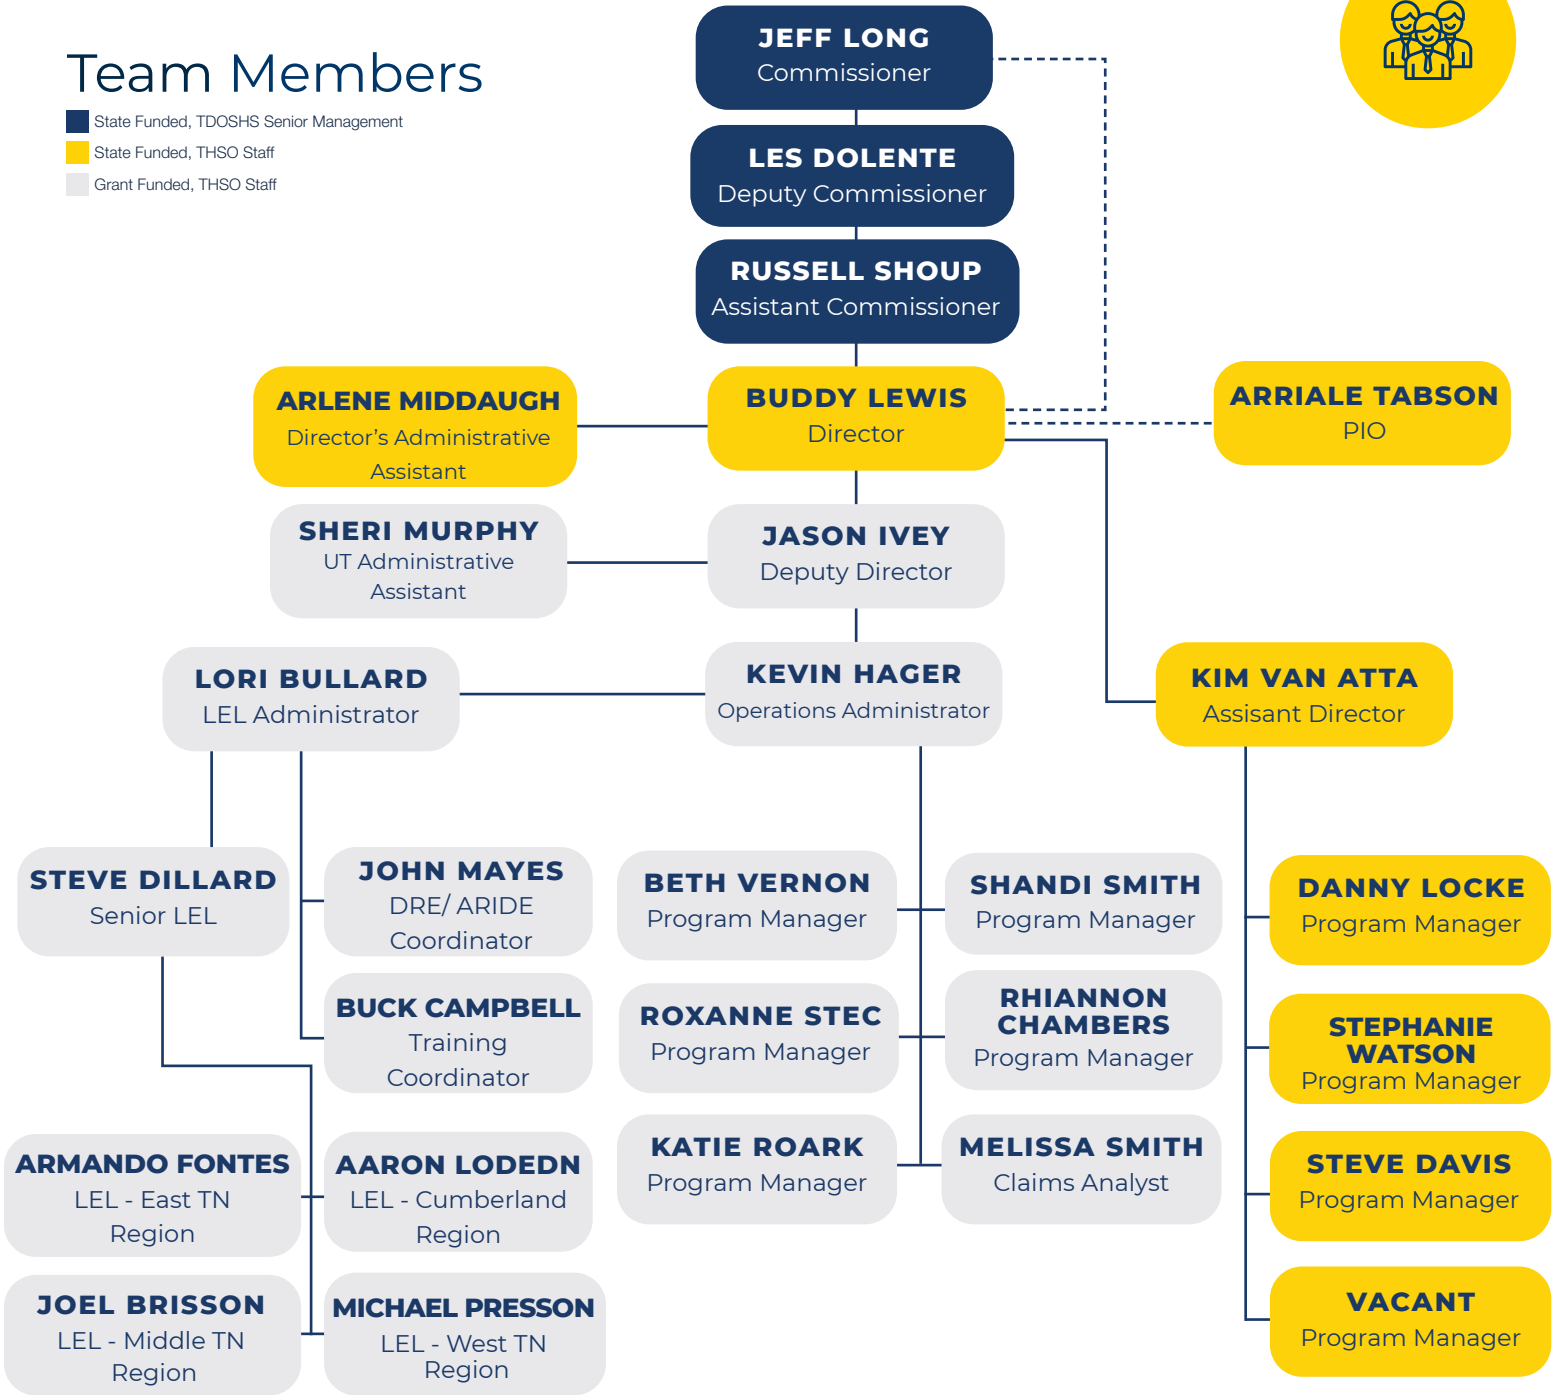 Team Members
State Funded, TDOSHS Senior Management
State Funded, THSO Staff
Grant Funded, THSO Staff
JEFF LONG
Commissioner
LES DOLENTE
Deputy Commissioner
RUSSELL SHOUP
Assistant Commissioner
ARLENE MIDDAUGH
Director's Administrative
Assistant
BUDDY LEWIS
Director
ARRIALE TABSON
PIO
SHERI MURPHY
UT Administrative
Assistant
JASON IVEY
Deputy Director
LORI BULLARD
LEL Administrator
KEVIN HAGER
Operations Administrator
KIM VAN ATTA
Assisant Director
STEVE DILLARD
Senior LEL
JOHN MAYES
DRE/ ARIDE
Coordinator
BUCK CAMPBELL
Training
Coordinator
ARMANDO FONTES
LEL - East TN
Region
AARON LODEDN
LEL - Cumberland
Region
JOEL BRISSON
LEL - Middle TN
Region
MICHAEL PRESSON
LEL - West TN
Region
BETH VERNON
Program Manager
SHANDI SMITH
Program Manager
ROXANNE STEC
Program Manager
RHIANNON
CHAMBERS
Program Manager
KATIE ROARK
Program Manager
MELISSA SMITH
Claims Analyst
DANNY LOCKE
Program Manager
STEPHANIE
WATSON
Program Manager
STEVE DAVIS
Program Manager
VACANT
Program Manager